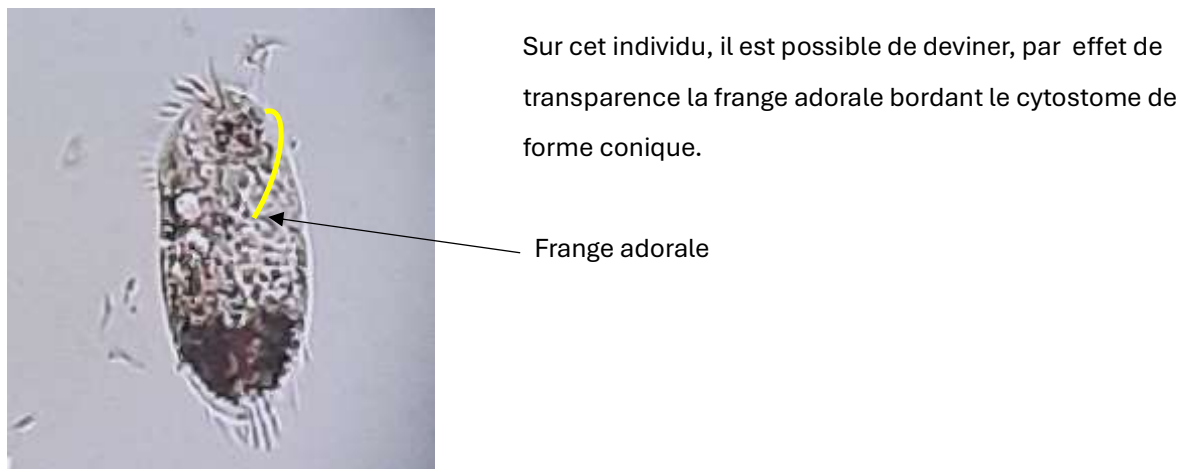 Sur cet individu, il est possible de deviner, par effet de
transparence la frange adorale bordant le cytostome de
forme conique.
Frange adorale